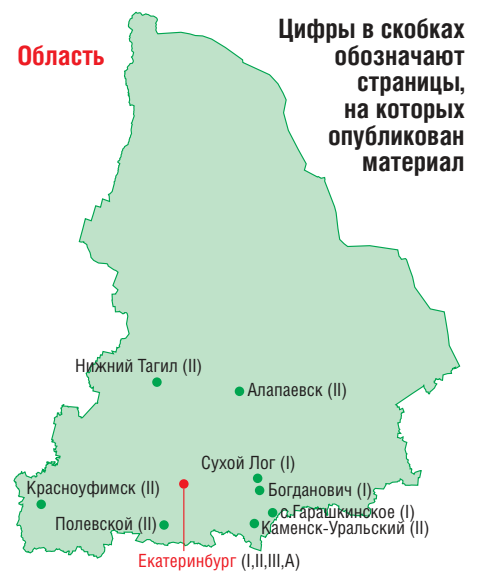 Цифры в скобках
обозначают
страницы,
на которых
опубликован
материал
Область
Нижний Тагил (II)
Алапаевск (II)
Сухой Лог (I)
Красноуфимск (II)
Богданович (I)
с.Гарашкинское (I)
Полевской (II)
Каменск-Уральский (II)
Екатеринбург (I,II,III,А)